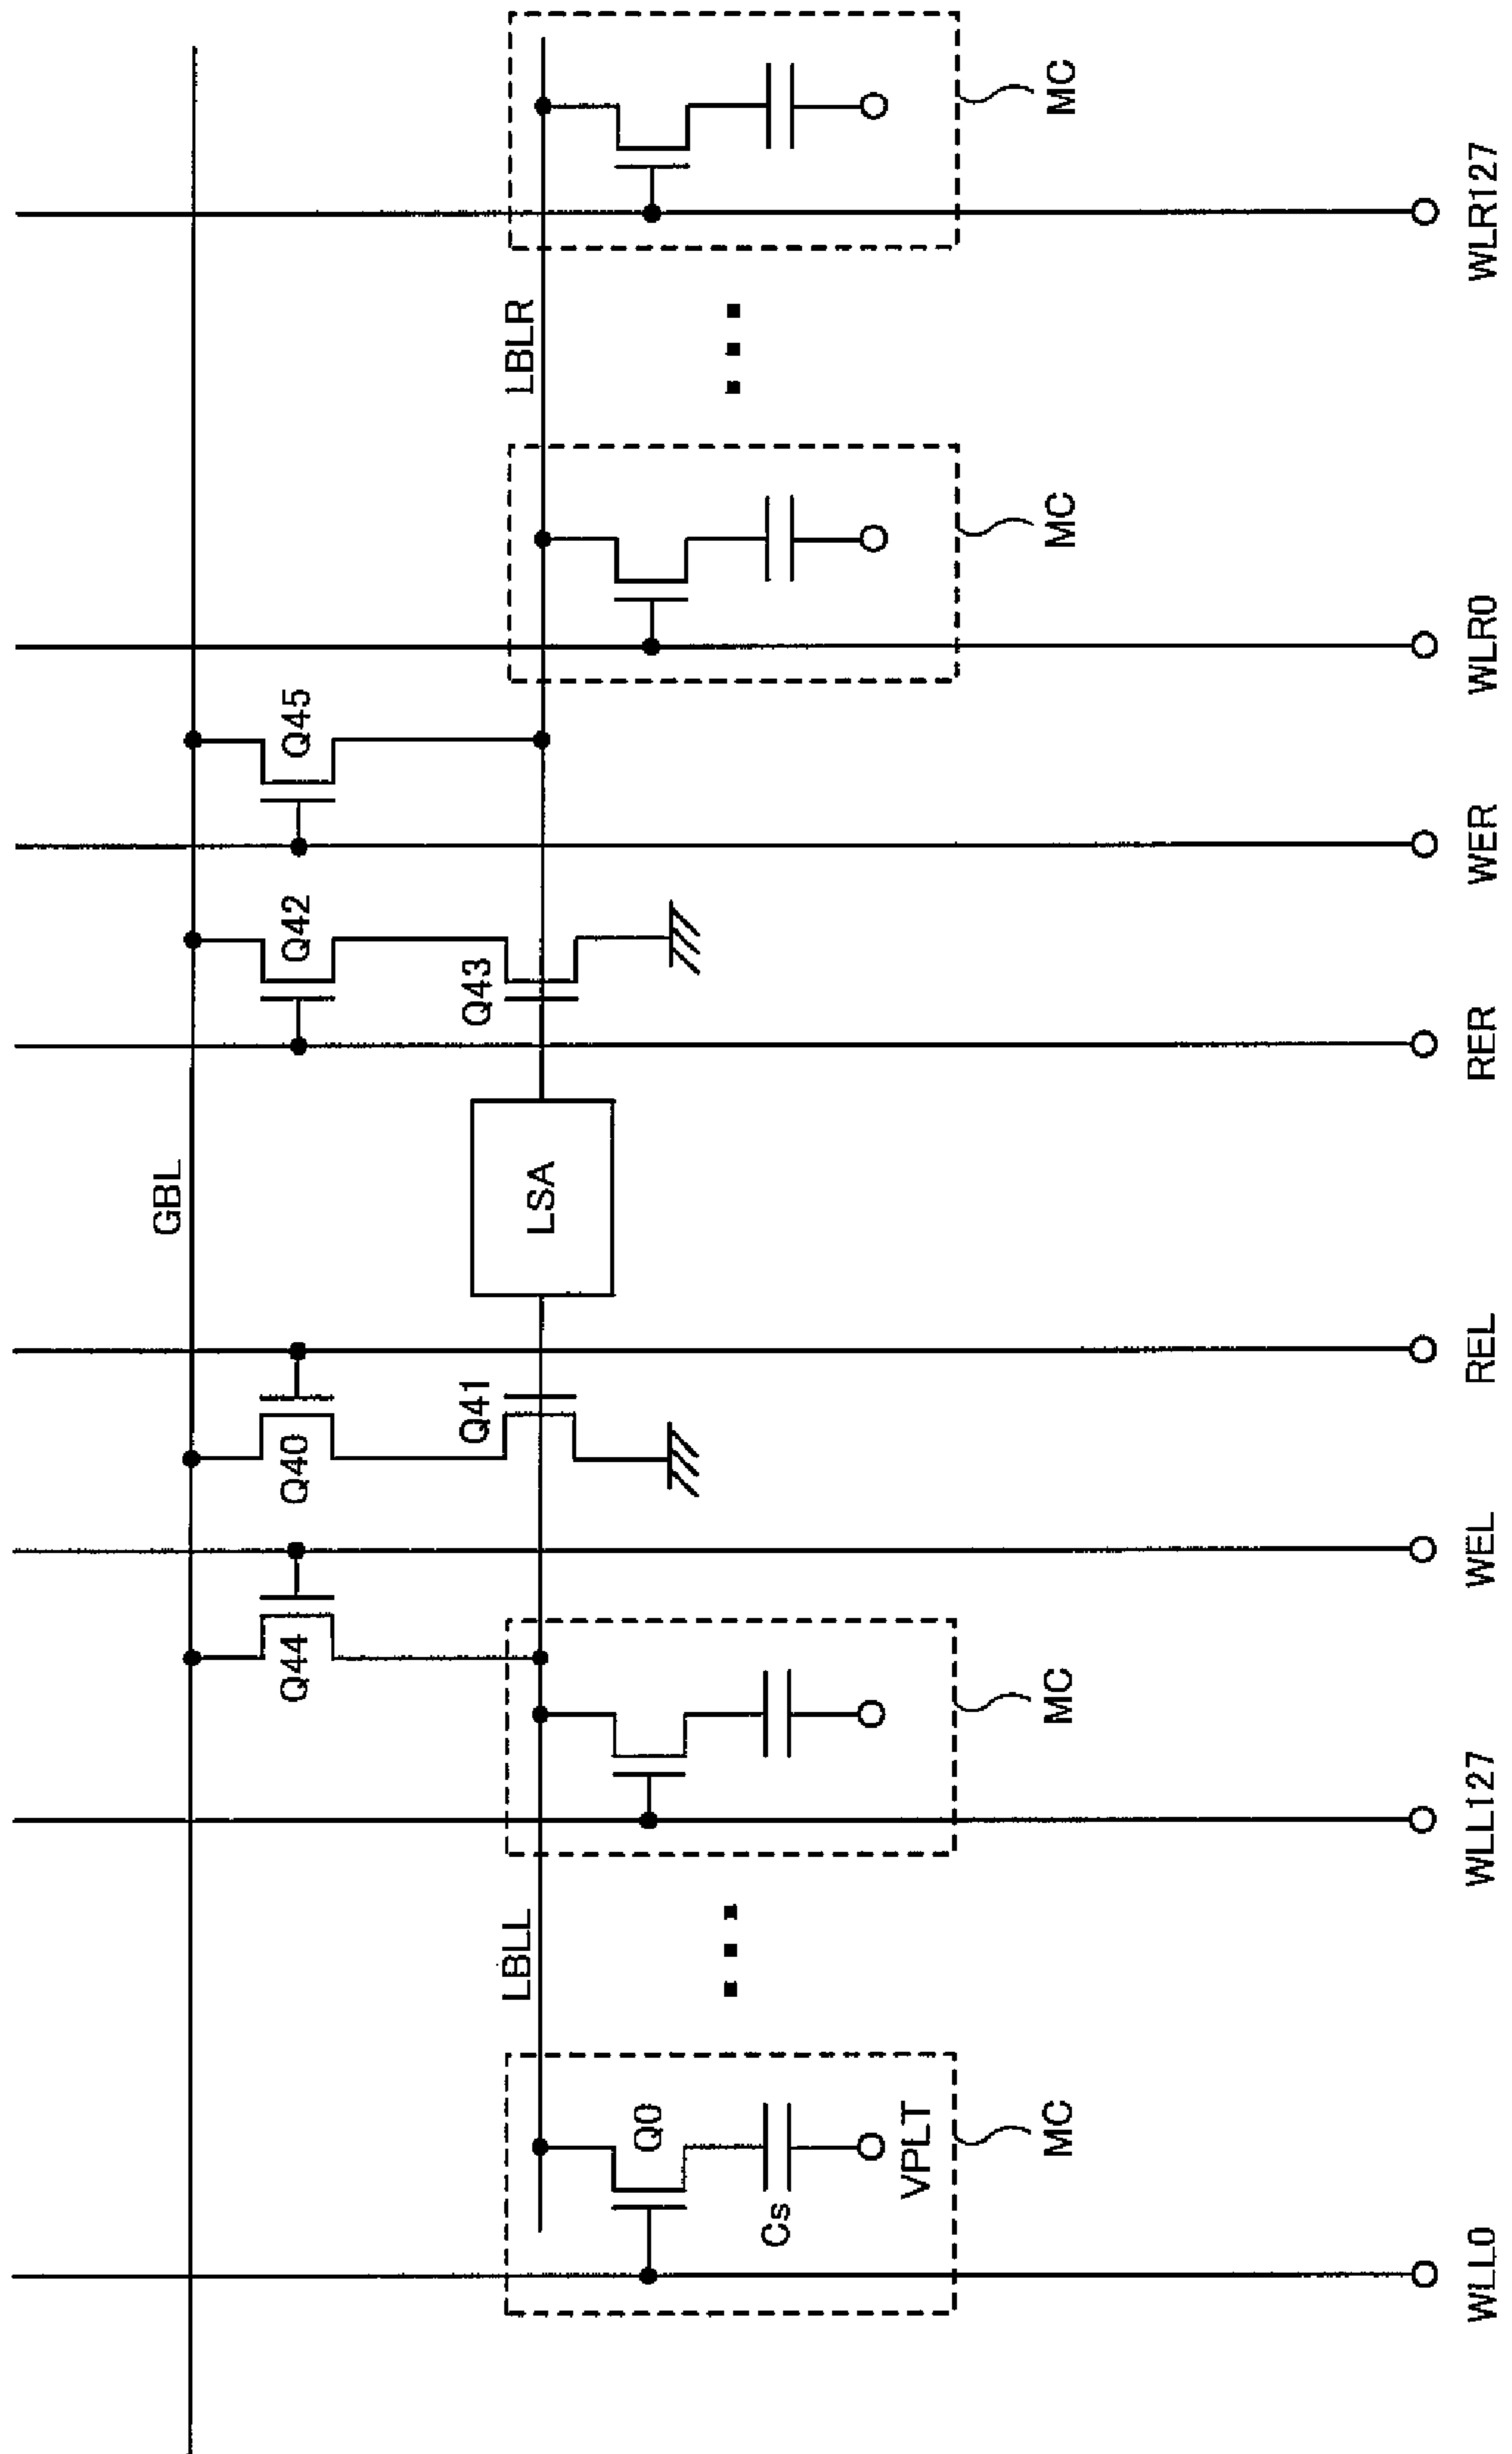 GBL
Q44
Q40
Q42
Q45
LBLL
Q41
LSA
Q43
LBLR
Q0
Cs
VPLT
MC
MC
MC
MC
WLL0
WLL127
WEL
REL
RER
WER
WLR0
WLR127